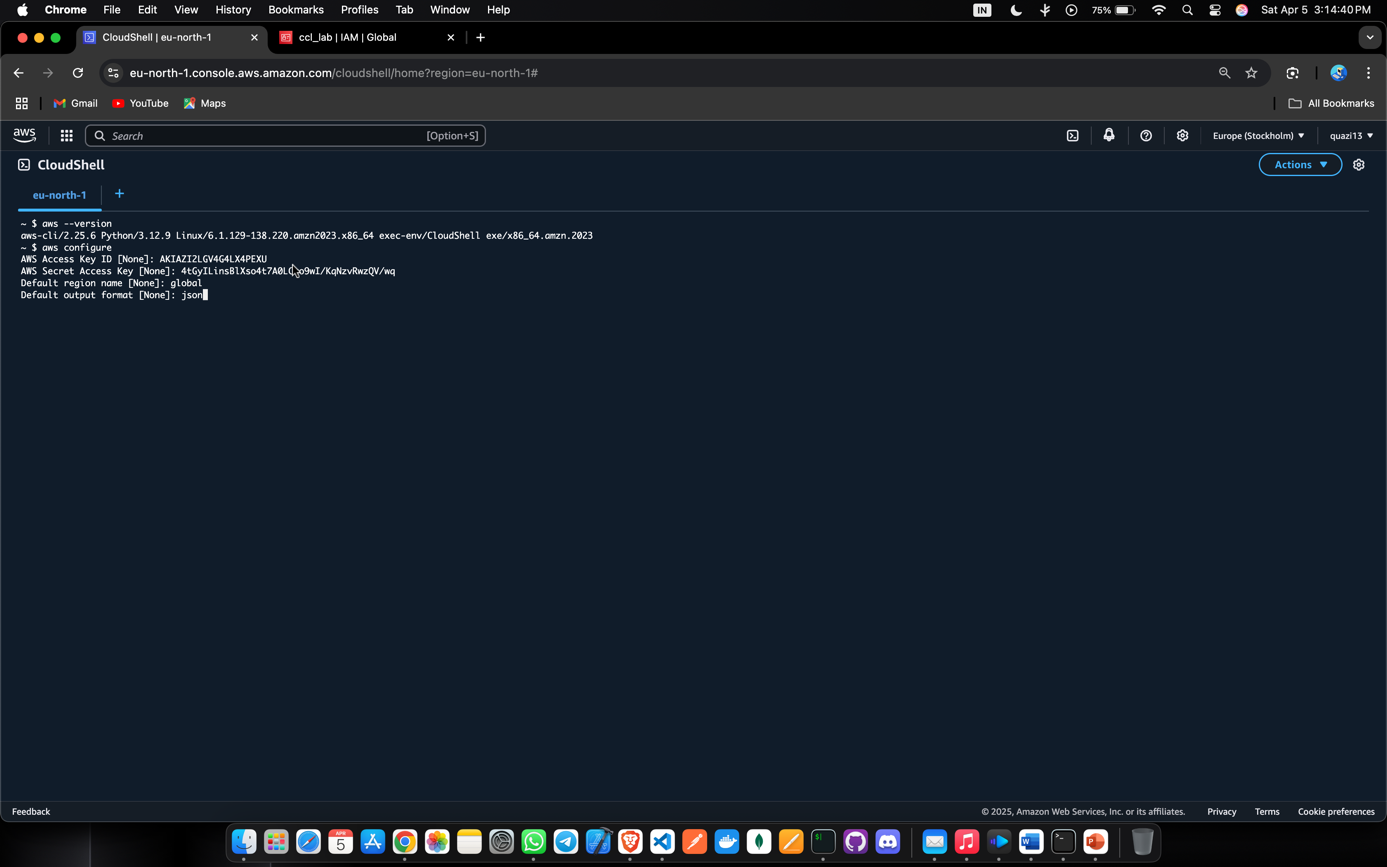 Chrome File Edit View History Bookmarks Profiles Tab Window Help
IN 75% Sat Apr 5 3:14:40 PM
CloudShell | eu-north-1
ccl_lab | IAM | Global
eu-north-1.console.aws.amazon.com/cloudshell/home?region=eu-north-1#
Gmail YouTube Maps All Bookmarks
aws Search [Option+S] Europe (Stockholm) quazi13
CloudShell Actions
eu-north-1
~ $ aws --version
aws-cli/2.25.6 Python/3.12.9 Linux/6.1.129-138.220.amzn2023.x86_64 exec-env/CloudShell exe/x86_64.amzn.2023
~ $ aws configure
AWS Access Key ID [None]: AKIAZI2LGV4G4LX4PEXU
AWS Secret Access Key [None]:
Default region name [None]: global
Default output format [None]: json
Feedback © 2025, Amazon Web Services, Inc. or its affiliates. Privacy Terms Cookie preferences
APR
5